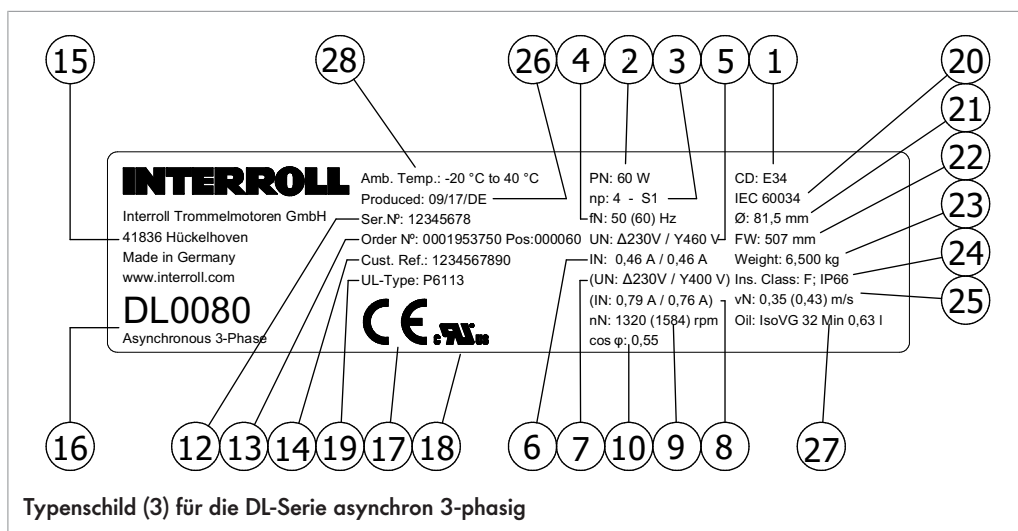 15 28 26 4 2 3 5 1 20
21
22
23
24
25
INTERROLL
Interroll Trommelmotoren GmbH
41836 Hückelhoven
Made in Germany
www.interroll.com
DL0080
Asynchronous 3-Phase
Amb. Temp.: -20 °C to 40 °C
Produced: 09/17/DE
Ser.Nº: 12345678
Order Nº: 0001953750 Pos:000060
Cust. Ref.: 1234567890
UL-Type: P6113
CE c UR us
PN: 60 W
np: 4 - S1
fN: 50 (60) Hz
UN: Δ230V / Y460 V
IN: 0,46 A / 0,46 A
(UN: Δ230V / Y400 V)
(IN: 0,79 A / 0,76 A)
nN: 1320 (1584) rpm
cos φ: 0,55
CD: E34
IEC 60034
Ø: 81,5 mm
FW: 507 mm
Weight: 6,500 kg
Ins. Class: F; IP66
vN: 0,35 (0,43) m/s
Oil: IsoVG 32 Min 0,63 l
16 12 13 14 19 17 18 6 7 10 9 8 27
Typenschild (3) für die DL-Serie asynchron 3-phasig